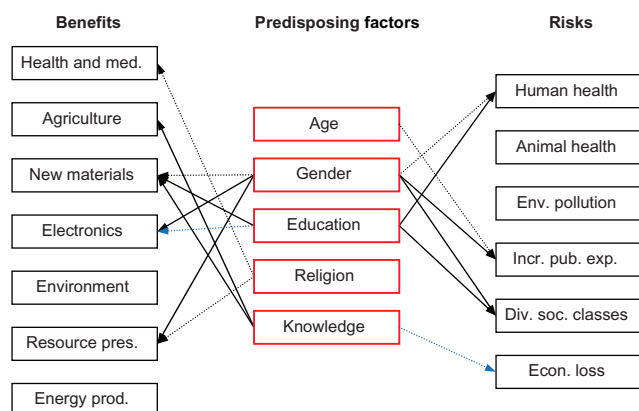 Benefits
Predisposing factors
Risks
Health and med.
Agriculture
New materials
Electronics
Environment
Resource pres.
Energy prod.
Age
Gender
Education
Religion
Knowledge
Human health
Animal health
Env. pollution
Incr. pub. exp.
Div. soc. classes
Econ. loss